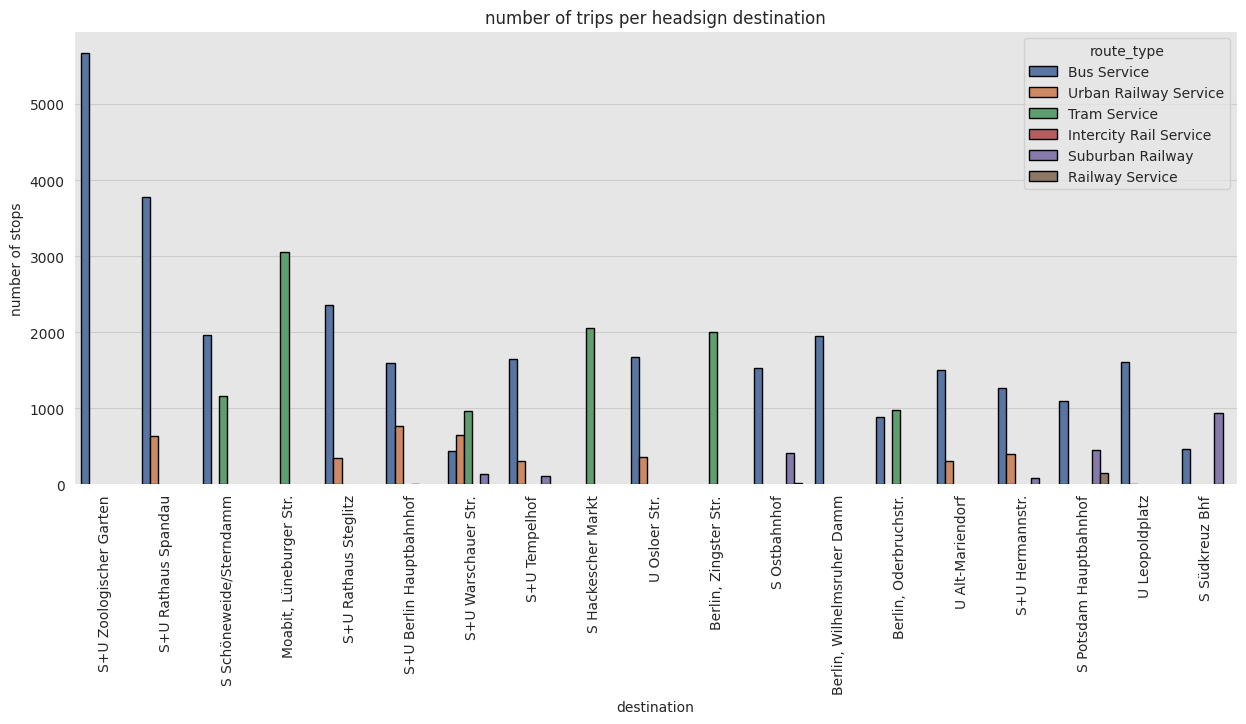 number of trips per headsign destination
route_type
Bus Service
Urban Railway Service
Tram Service
Intercity Rail Service
Suburban Railway
Railway Service
number of stops
5000
4000
3000
2000
1000
0
S+U Zoologischer Garten
S+U Rathaus Spandau
S Schöneweide/Sterndamm
Moabit, Lüneburger Str.
S+U Rathaus Steglitz
S+U Berlin Hauptbahnhof
S+U Warschauer Str.
S+U Tempelhof
S Hackescher Markt
U Osloer Str.
Berlin, Zingster Str.
S Ostbahnhof
Berlin, Wilhelmsruher Damm
Berlin, Oderbruchstr.
U Alt-Mariendorf
S+U Hermannstr.
S Potsdam Hauptbahnhof
U Leopoldplatz
S Südkreuz Bhf
destination